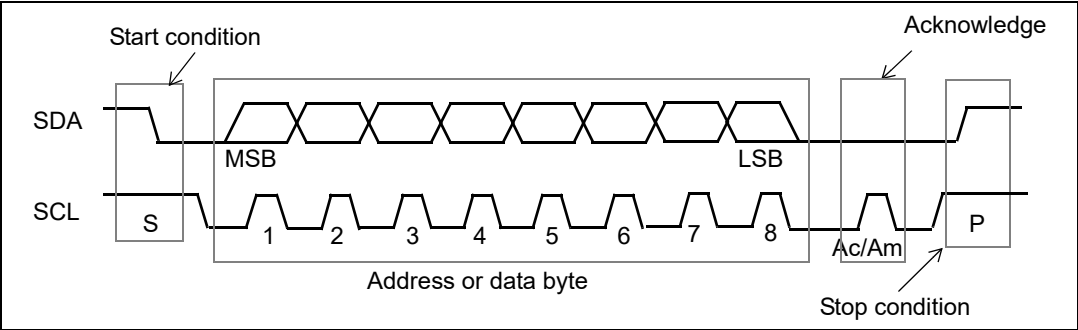 Start condition
Acknowledge
SDA
MSB
LSB
SCL
S
1
2
3
4
5
6
7
8
Ac/Am
P
Address or data byte
Stop condition